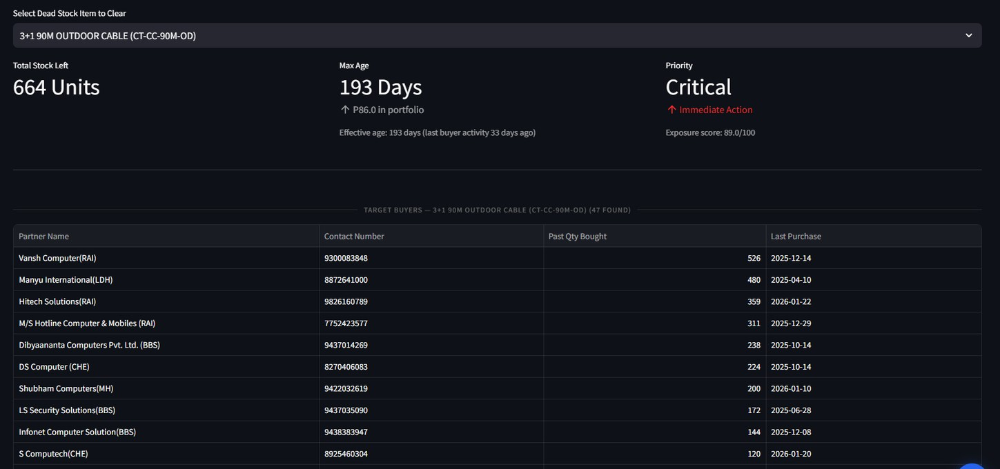 Select Dead Stock Item to Clear
3+1 90M OUTDOOR CABLE (CT-CC-90M-OD)
Total Stock Left Max Age Priority
664 Units 193 Days Critical
↑ P86.0 in portfolio ↑ Immediate Action
Effective age: 193 days (last buyer activity 33 days ago) Exposure score: 89.0/100
TARGET BUYERS — 3+1 90M OUTDOOR CABLE (CT-CC-90M-OD) (47 FOUND)
Partner Name Contact Number Past Qty Bought Last Purchase
Vansh Computer(RAI) 9300083848 526 2025-12-14
Manyu International(LDH) 8872641000 480 2025-04-10
Hitech Solutions(RAI) 9826160789 359 2026-01-22
M/S Hotline Computer & Mobiles (RAI) 7752423577 311 2025-12-29
Dibyaananta Computers Pvt. Ltd. (BBS) 9437014269 238 2025-10-14
DS Computer (CHE) 8270406083 224 2025-10-14
Shubham Computers(MH) 9422032619 200 2026-01-10
LS Security Solutions(BBS) 9437035090 172 2025-06-28
Infonet Computer Solution(BBS) 9438383947 144 2025-12-08
S Computech(CHE) 8925460304 120 2026-01-20